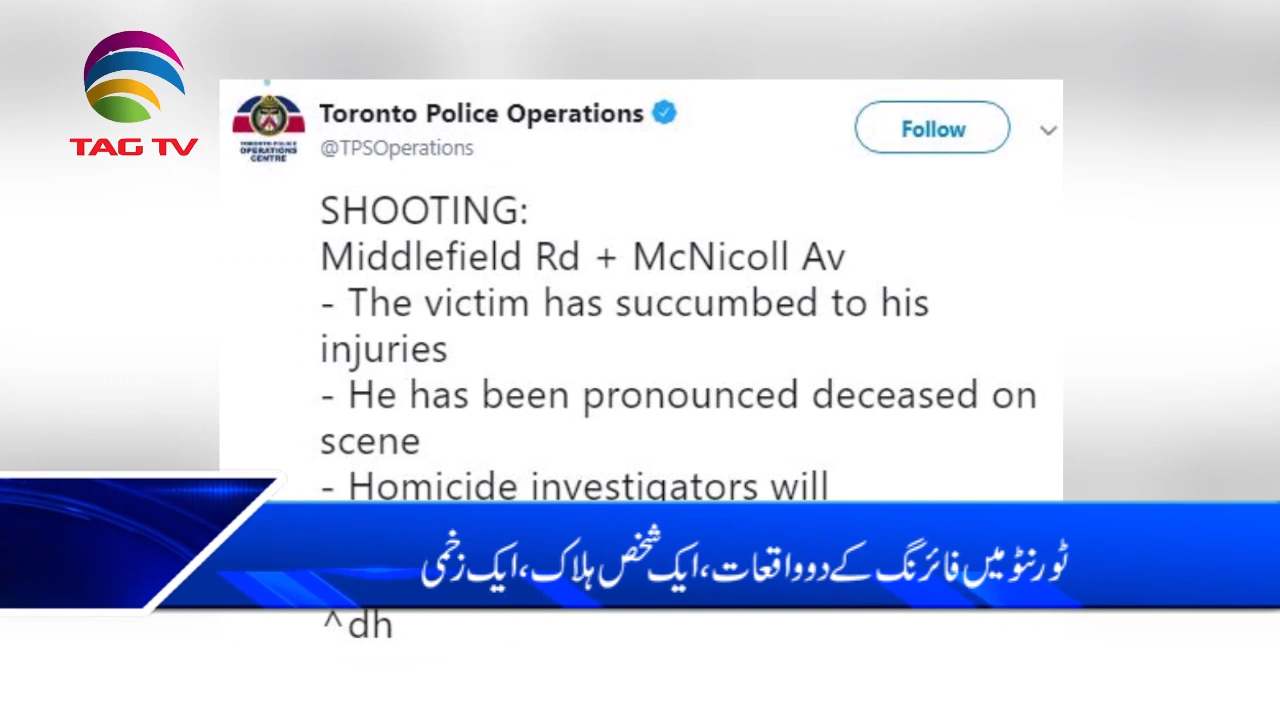 TAG TV
TORONTO POLICE
OPERATIONS
CENTRE
Toronto Police Operations
@TPSOperations
Follow
SHOOTING:
Middlefield Rd + McNicoll Av
- The victim has succumbed to his
injuries
- He has been pronounced deceased on
scene
- Homicide investigators will
ٹورنٹو میں فائرنگ کے دو واقعات، ایک شخص ہلاک، ایک زخمی
^dh